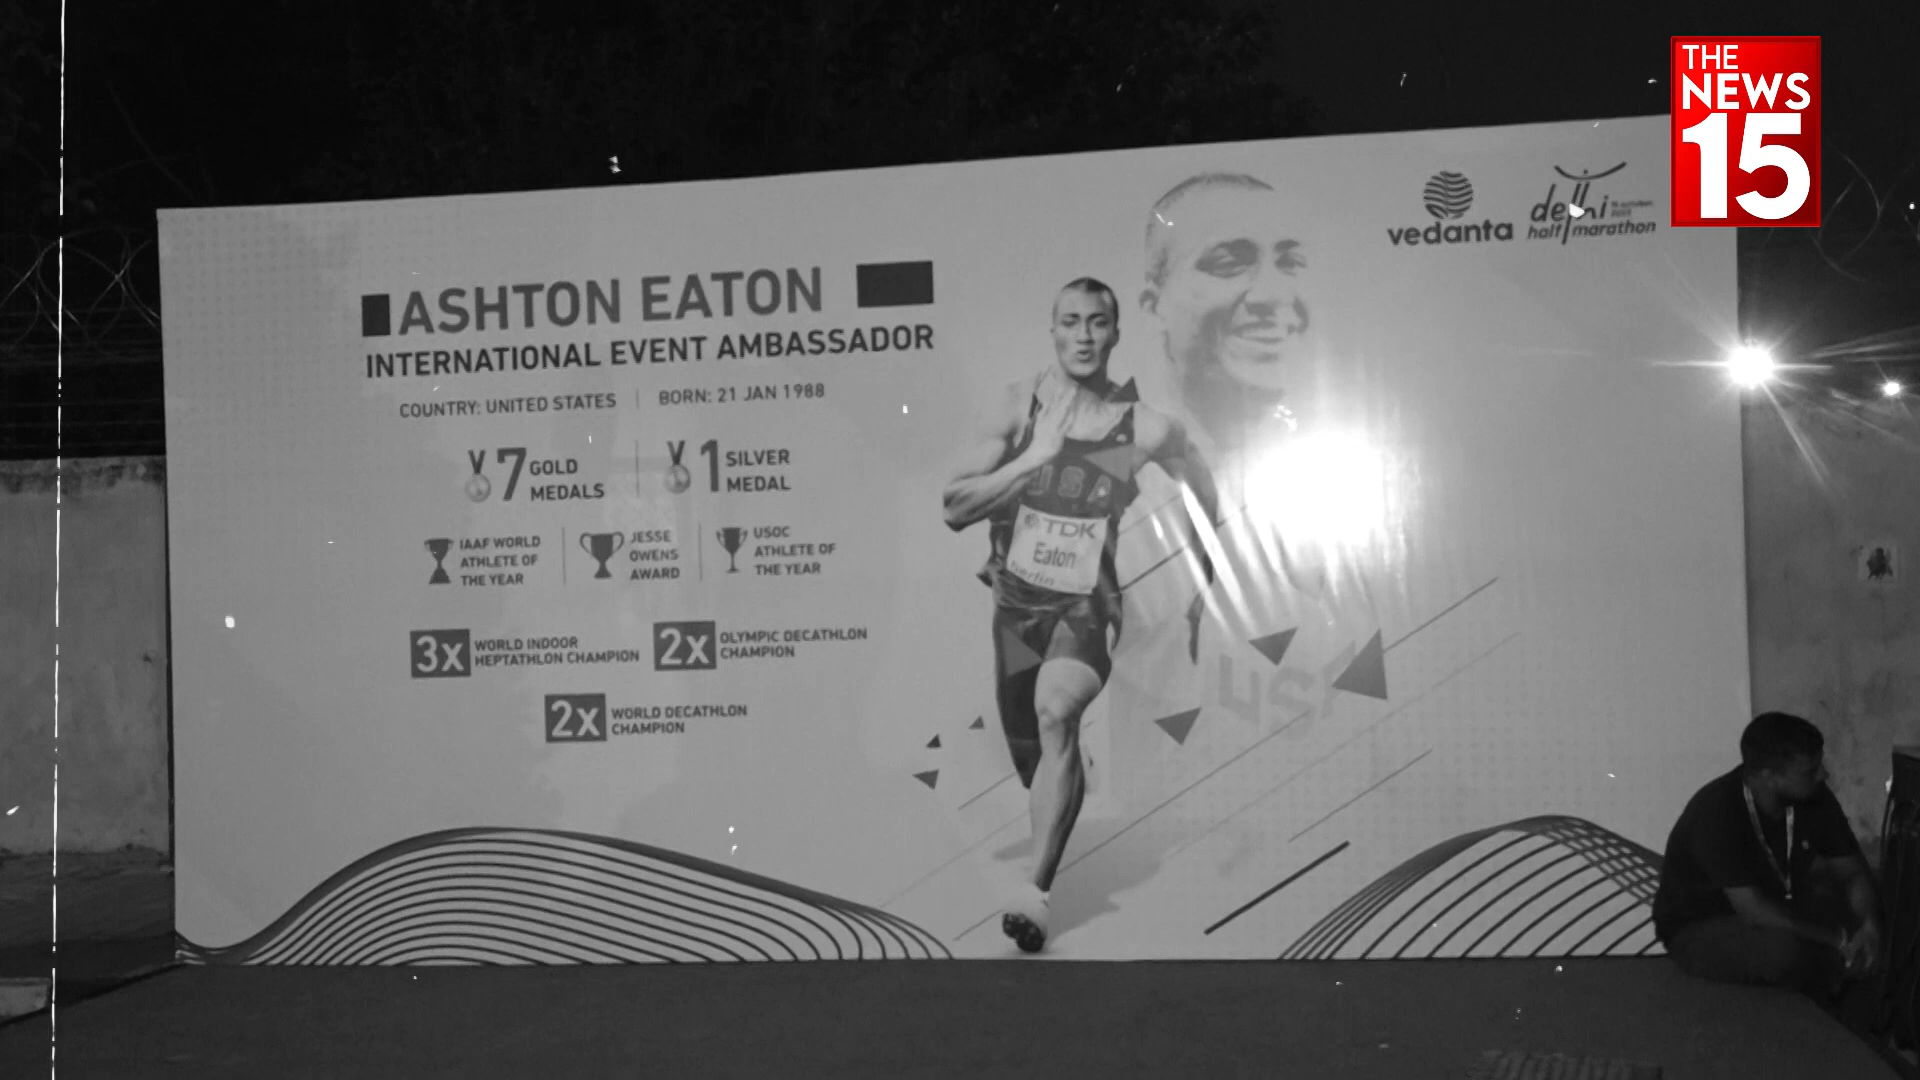 THE
NEWS
15
vedanta
delhi
half marathon
ASHTON EATON
INTERNATIONAL EVENT AMBASSADOR
COUNTRY: UNITED STATES | BORN: 21 JAN 1988
7 GOLD
MEDALS
1 SILVER
MEDAL
IAAF WORLD
ATHLETE OF
THE YEAR
JESSE
OWENS
AWARD
USOC
ATHLETE OF
THE YEAR
3x WORLD INDOOR
HEPTATHLON CHAMPION
2x OLYMPIC DECATHLON
CHAMPION
2x WORLD DECATHLON
CHAMPION
USA
TDK
Eaton
berlin